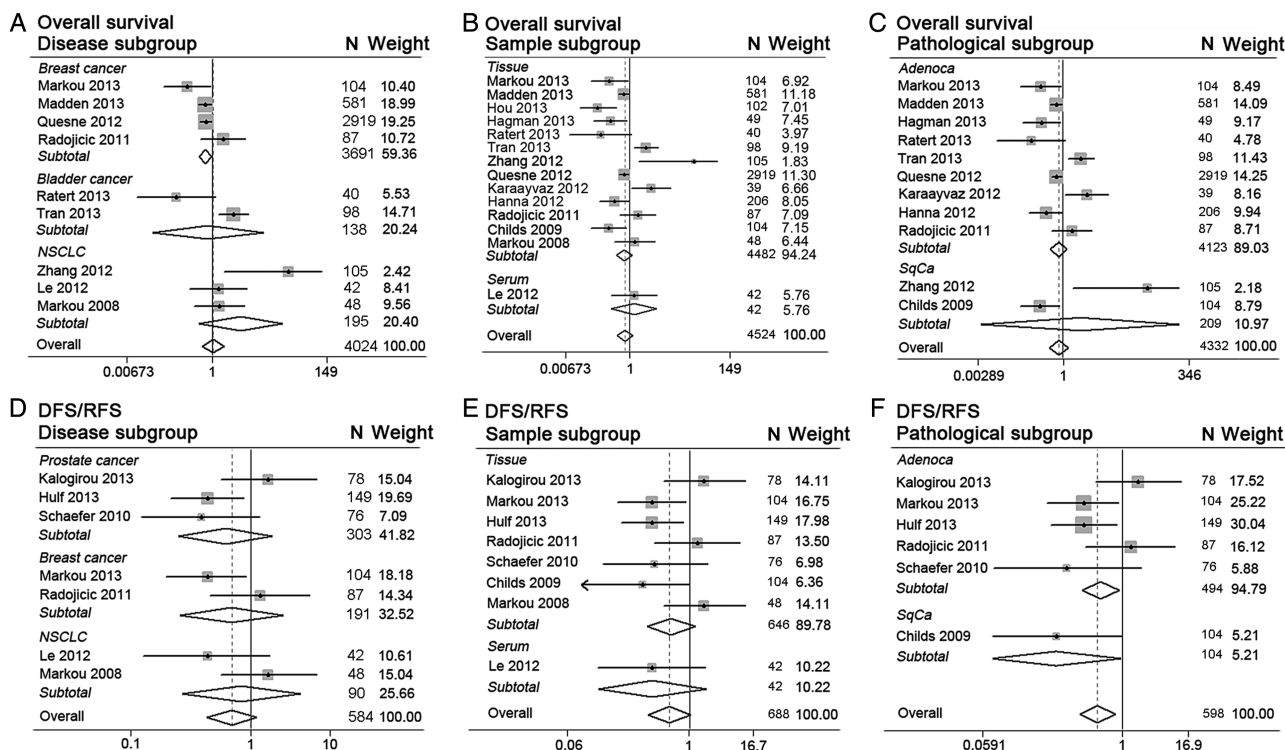 A Overall survival
Disease subgroup N Weight
Breast cancer
Markou 2013 104 10.40
Madden 2013 581 18.99
Quesne 2012 2919 19.25
Radojicic 2011 87 10.72
Subtotal 3691 59.36
Bladder cancer
Ratert 2013 40 5.53
Tran 2013 98 14.71
Subtotal 138 20.24
NSCLC
Zhang 2012 105 2.42
Le 2012 42 8.41
Markou 2008 48 9.56
Subtotal 195 20.40
Overall 4024 100.00
0.00673 1 149
B Overall survival
Sample subgroup N Weight
Tissue
Markou 2013 104 6.92
Madden 2013 581 11.18
Hou 2013 102 7.01
Hagman 2013 49 7.45
Ratert 2013 40 3.97
Tran 2013 98 9.19
Zhang 2012 105 1.83
Quesne 2012 2919 11.30
Karaayvaz 2012 39 6.66
Hanna 2012 206 8.05
Radojicic 2011 87 7.09
Childs 2009 104 7.15
Markou 2008 48 6.44
Subtotal 4482 94.24
Serum
Le 2012 42 5.76
Subtotal 42 5.76
Overall 4524 100.00
0.00673 1 149
C Overall survival
Pathological subgroup N Weight
Adenoca
Markou 2013 104 8.49
Madden 2013 581 14.09
Hagman 2013 49 9.17
Ratert 2013 40 4.78
Tran 2013 98 11.43
Quesne 2012 2919 14.25
Karaayvaz 2012 39 8.16
Hanna 2012 206 9.94
Radojicic 2011 87 8.71
Subtotal 4123 89.03
SqCa
Zhang 2012 105 2.18
Childs 2009 104 8.79
Subtotal 209 10.97
Overall 4332 100.00
0.00289 1 346
D DFS/RFS
Disease subgroup N Weight
Prostate cancer
Kalogirou 2013 78 15.04
Hulf 2013 149 19.69
Schaefer 2010 76 7.09
Subtotal 303 41.82
Breast cancer
Markou 2013 104 18.18
Radojicic 2011 87 14.34
Subtotal 191 32.52
NSCLC
Le 2012 42 10.61
Markou 2008 48 15.04
Subtotal 90 25.66
Overall 584 100.00
0.1 1 10
E DFS/RFS
Sample subgroup N Weight
Tissue
Kalogirou 2013 78 14.11
Markou 2013 104 16.75
Hulf 2013 149 17.98
Radojicic 2011 87 13.50
Schaefer 2010 76 6.98
Childs 2009 104 6.36
Markou 2008 48 14.11
Subtotal 646 89.78
Serum
Le 2012 42 10.22
Subtotal 42 10.22
Overall 688 100.00
0.06 1 16.7
F DFS/RFS
Pathological subgroup N Weight
Adenoca
Kalogirou 2013 78 17.52
Markou 2013 104 25.22
Hulf 2013 149 30.04
Radojicic 2011 87 16.12
Schaefer 2010 76 5.88
Subtotal 494 94.79
SqCa
Childs 2009 104 5.21
Subtotal 104 5.21
Overall 598 100.00
0.0591 1 16.9